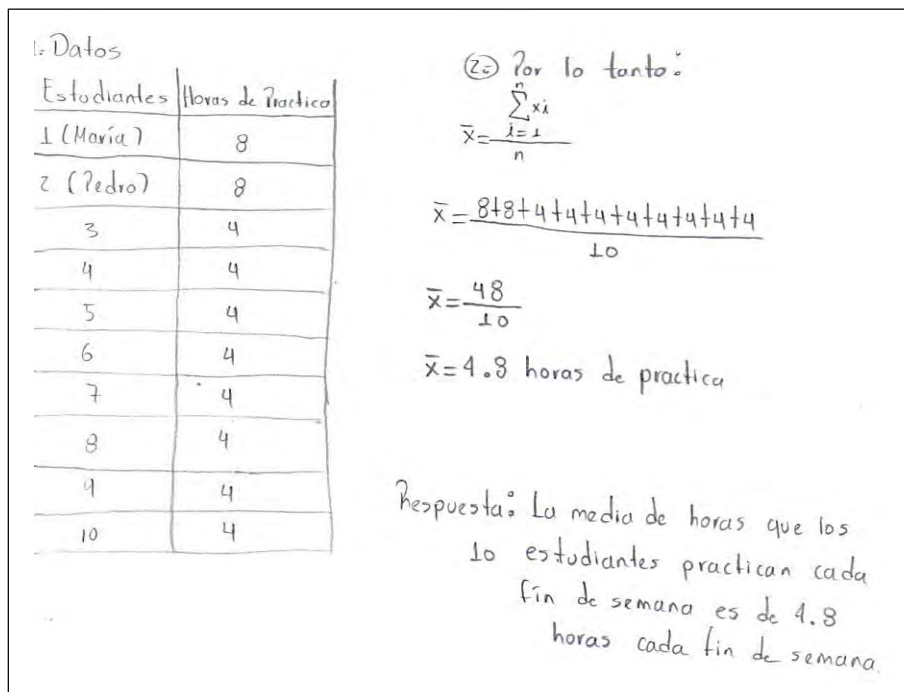 1. Datos
Estudiantes Horas de Practica
1 (María) 8
2 (Pedro) 8
3 4
4 4
5 4
6 4
7 4
8 4
9 4
10 4
2. Por lo tanto:
x̄ = ∑ⁿᵢ₌₁ xi / n
x̄ = 8+8+4+4+4+4+4+4+4+4 / 10
x̄ = 48 / 10
x̄ = 4.8 horas de practica
Respuesta: La media de horas que los
10 estudiantes practican cada
fin de semana es de 4.8
horas cada fin de semana.